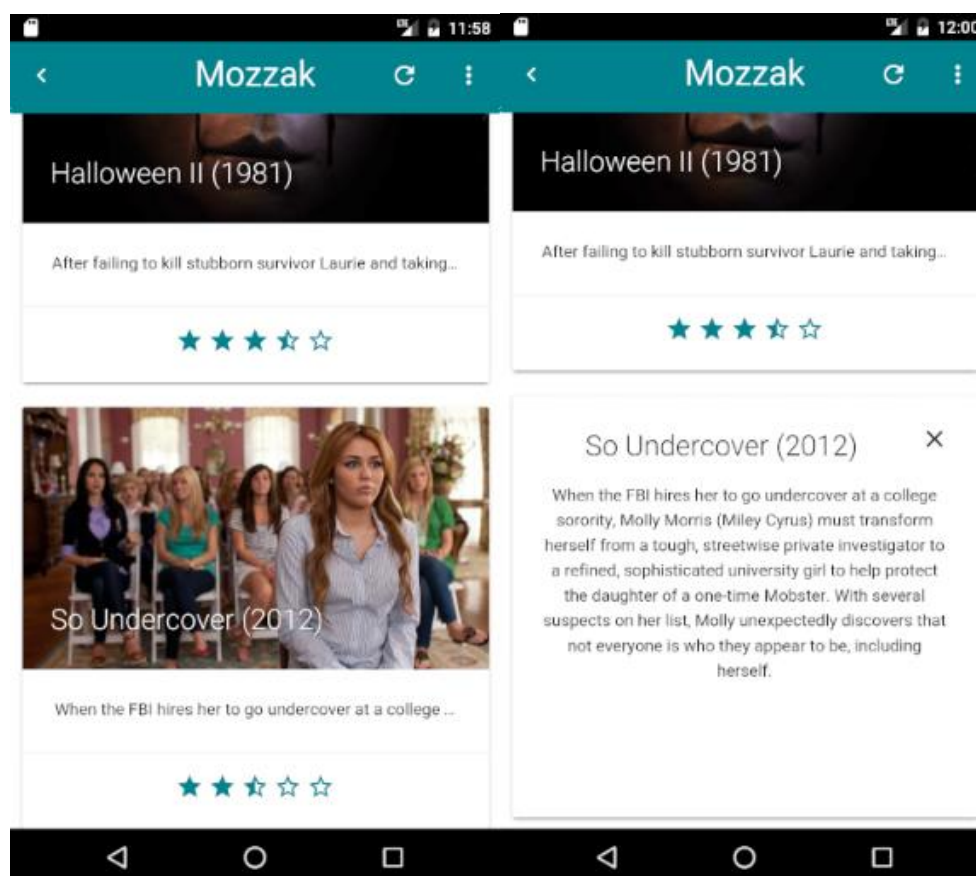 11:58
Mozzak
Halloween II (1981)
After failing to kill stubborn survivor Laurie and taking...
So Undercover (2012)
When the FBI hires her to go undercover at a college ...
12:00
Mozzak
Halloween II (1981)
After failing to kill stubborn survivor Laurie and taking...
So Undercover (2012)
When the FBI hires her to go undercover at a college
sorority, Molly Morris (Miley Cyrus) must transform
herself from a tough, streetwise private investigator to
a refined, sophisticated university girl to help protect
the daughter of a one-time Mobster. With several
suspects on her list, Molly unexpectedly discovers that
not everyone is who they appear to be, including
herself.